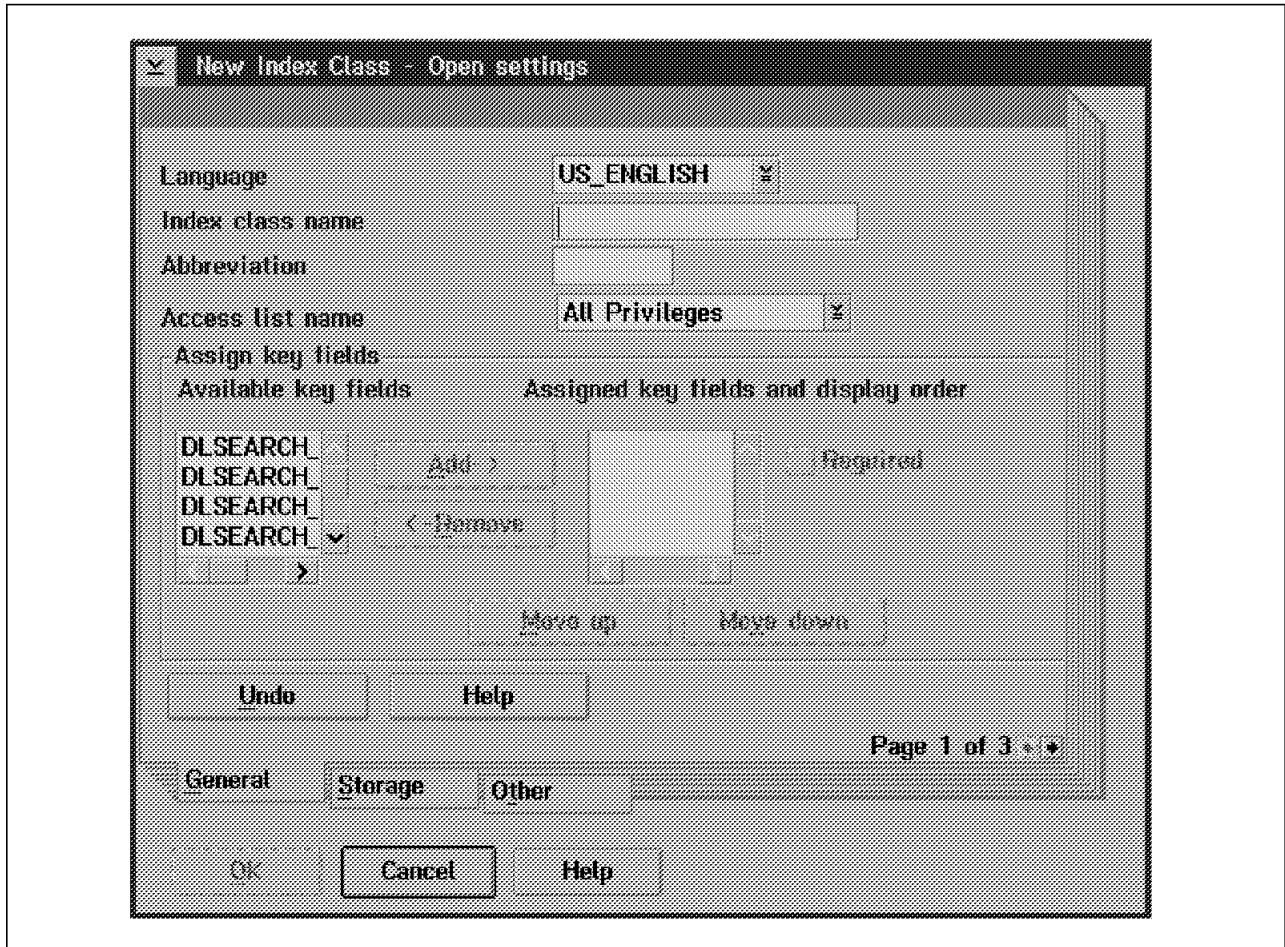 New Index Class - Open settings
Language US_ENGLISH
Index class name
Abbreviation
Access list name All Privileges
Assign key fields
Available key fields Assigned key fields and display order
DLSEARCH_
DLSEARCH_
DLSEARCH_
DLSEARCH_
Add > Required
<-Remove
Move up Move down
Undo Help
Page 1 of 3
General Storage Other
OK Cancel Help